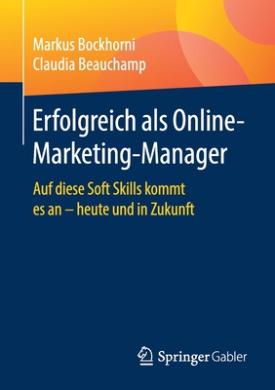 Markus Bockhorni
Claudia Beauchamp
Erfolgreich als Online-
Marketing-Manager
Auf diese Soft Skills kommt
es an – heute und in Zukunft
Springer Gabler